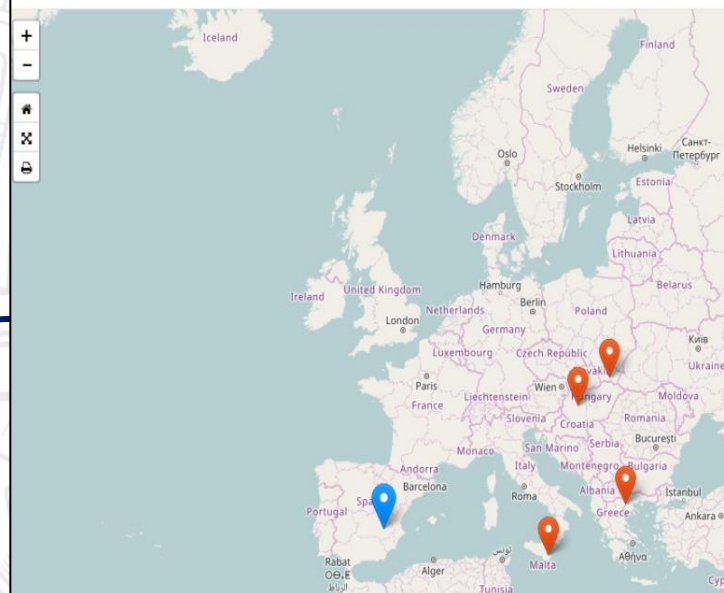 +
−
Iceland
Finland
Sweden
Helsinki
Санкт-
Петербург
Oslo
Stockholm
Estonia
Latvia
Denmark
Lithuania
Hamburg
Belarus
Ireland
United Kingdom
Netherlands
Berlin
Poland
London
Germany
Київ
Luxembourg
Czech Republic
Ukraine
Paris
Wien
Liechtenstein
Moldova
France
Slovenia
Croatia
Romania
Monaco
San Marino
Serbia
București
Andorra
Italy
Montenegro
Bulgaria
Barcelona
Roma
Albania
Istanbul
Portugal
Greece
Ankara
Αθήνα
Rabat
Alger
تونس
Malta
الرباط
Tunisia